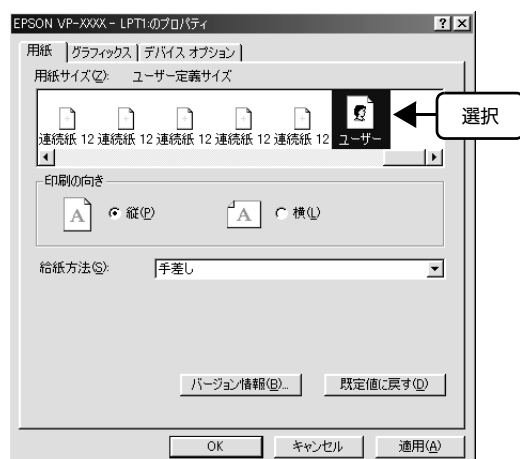 EPSON VP-XXXX - LPT1:のプロパティ
用紙 グラフィックス デバイス オプション
用紙サイズ(Z): ユーザー定義サイズ
連続紙 12 連続紙 12 連続紙 12 連続紙 12 連続紙 12 ユーザー
選択
印刷の向き
A 縦(P) A 横(L)
給紙方法(S): 手差し
バージョン情報(B)... 既定値に戻す(D)
OK キャンセル 適用(A)